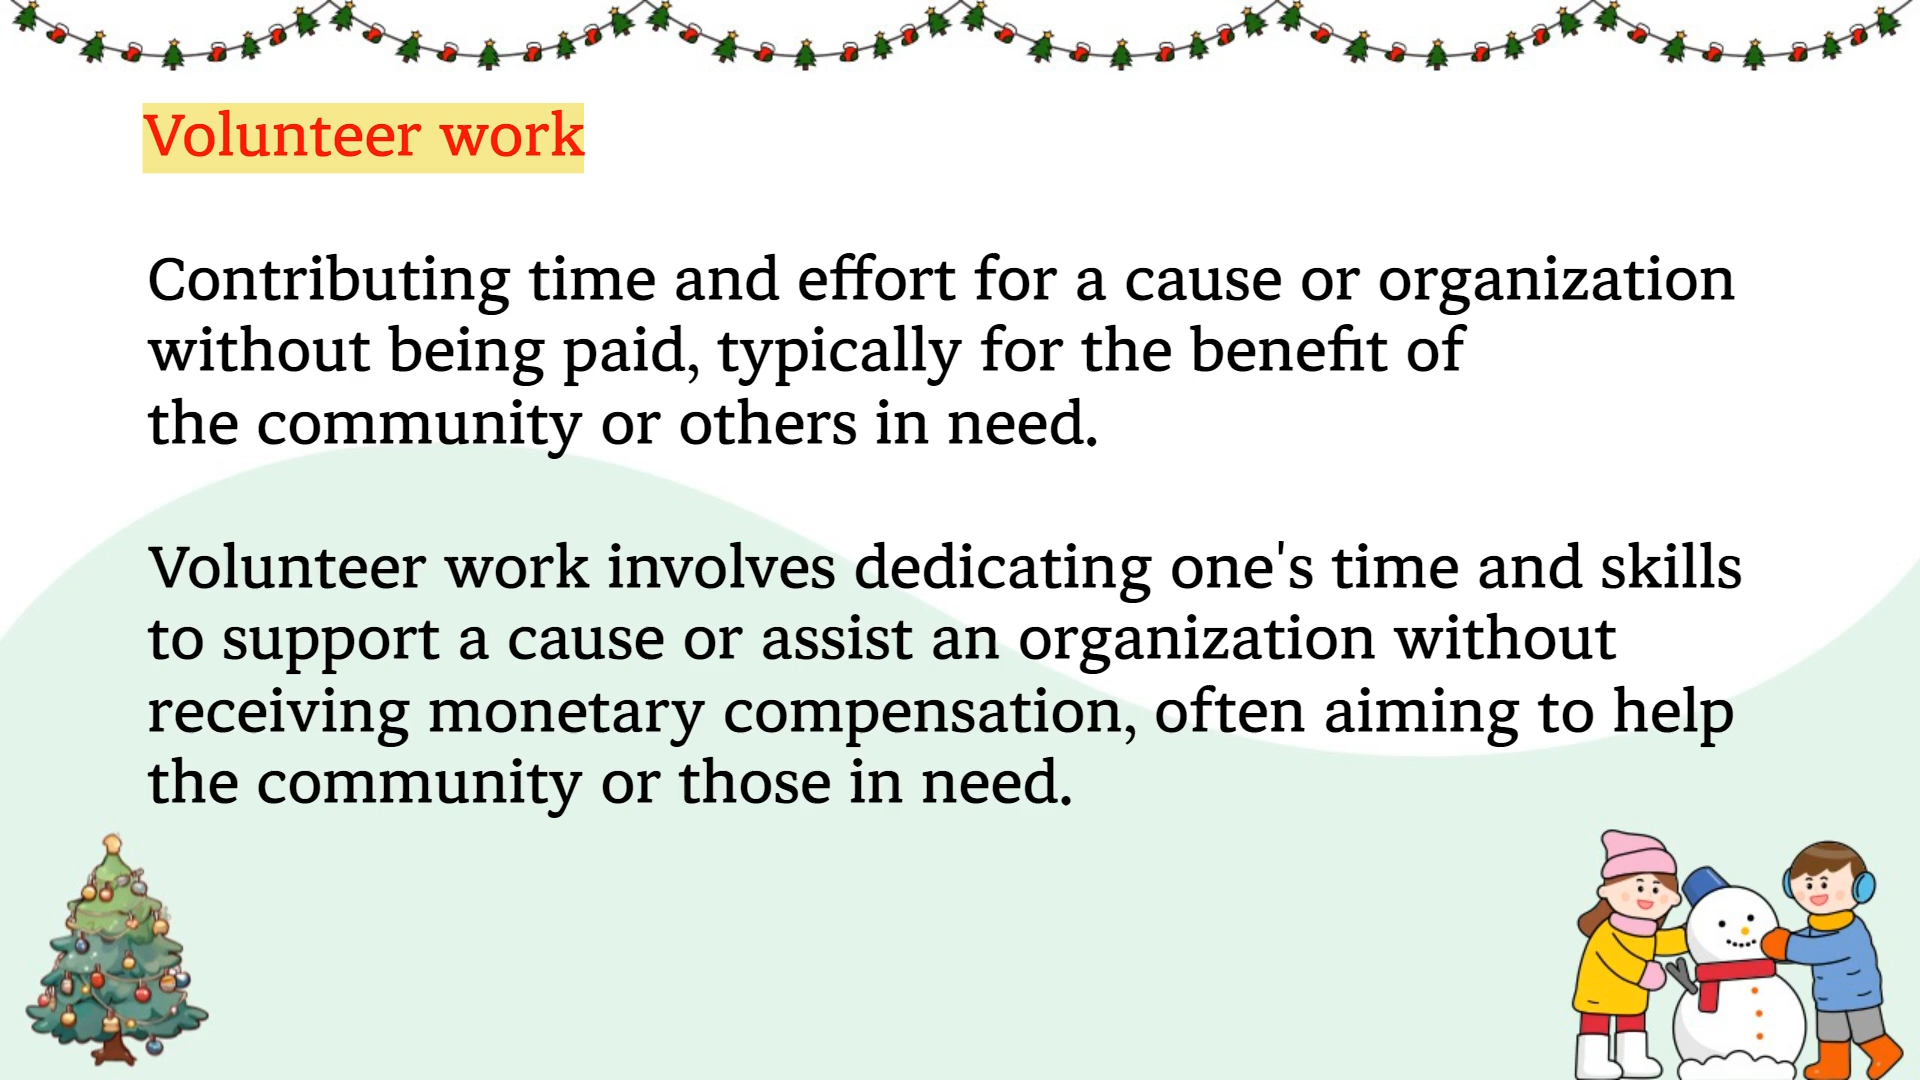 Volunteer work
Contributing time and effort for a cause or organization
without being paid, typically for the benefit of
the community or others in need.
Volunteer work involves dedicating one's time and skills
to support a cause or assist an organization without
receiving monetary compensation, often aiming to help
the community or those in need.